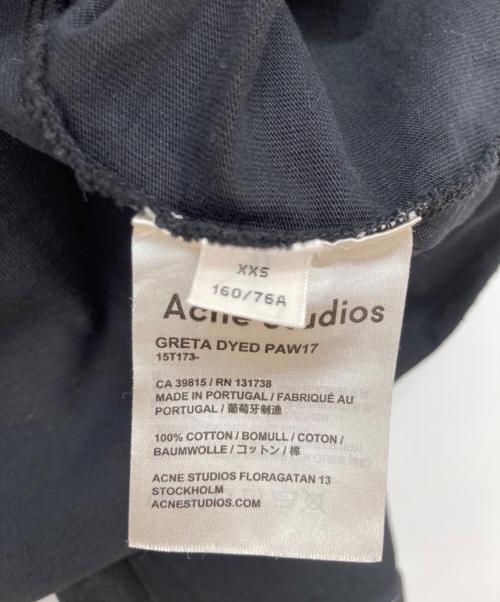 XXS
160/76A
Acne Studios
GRETA DYED PAW17
15T173-
CA 39815 / RN 131738
MADE IN PORTUGAL / FABRIQUÉ AU
PORTUGAL / 葡萄牙制造
100% COTTON / BOMULL / COTON /
BAUMWOLLE / コットン / 棉
ACNE STUDIOS FLORAGATAN 13
STOCKHOLM
ACNESTUDIOS.COM